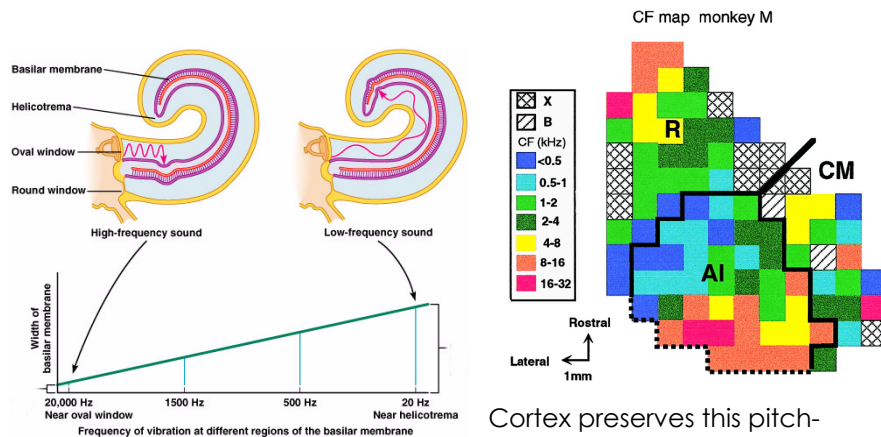 Basilar membrane
Helicotrema
Oval window
Round window
High-frequency sound
Low-frequency sound
Width of
basilar membrane
20,000 Hz
Near oval window
1500 Hz
500 Hz
20 Hz
Near helicotrema
Frequency of vibration at different regions of the basilar membrane
CF map monkey M
X
B
CF (kHz)
<0.5
0.5-1
1-2
2-4
4-8
8-16
16-32
R
CM
AI
Rostral
Lateral
1mm
Cortex preserves this pitch-